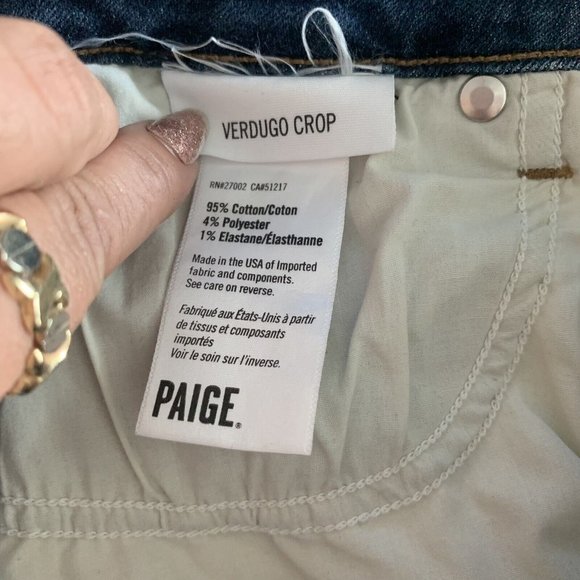 VERDUGO CROP
RN#27002 CA#51217
95% Cotton/Coton
4% Polyester
1% Elastane/Élasthanne
Made in the USA of Imported
fabric and components.
See care on reverse.
Fabriqué aux États-Unis à partir
de tissus et composants
importés
Voir le soin sur l'inverse.
PAIGE®